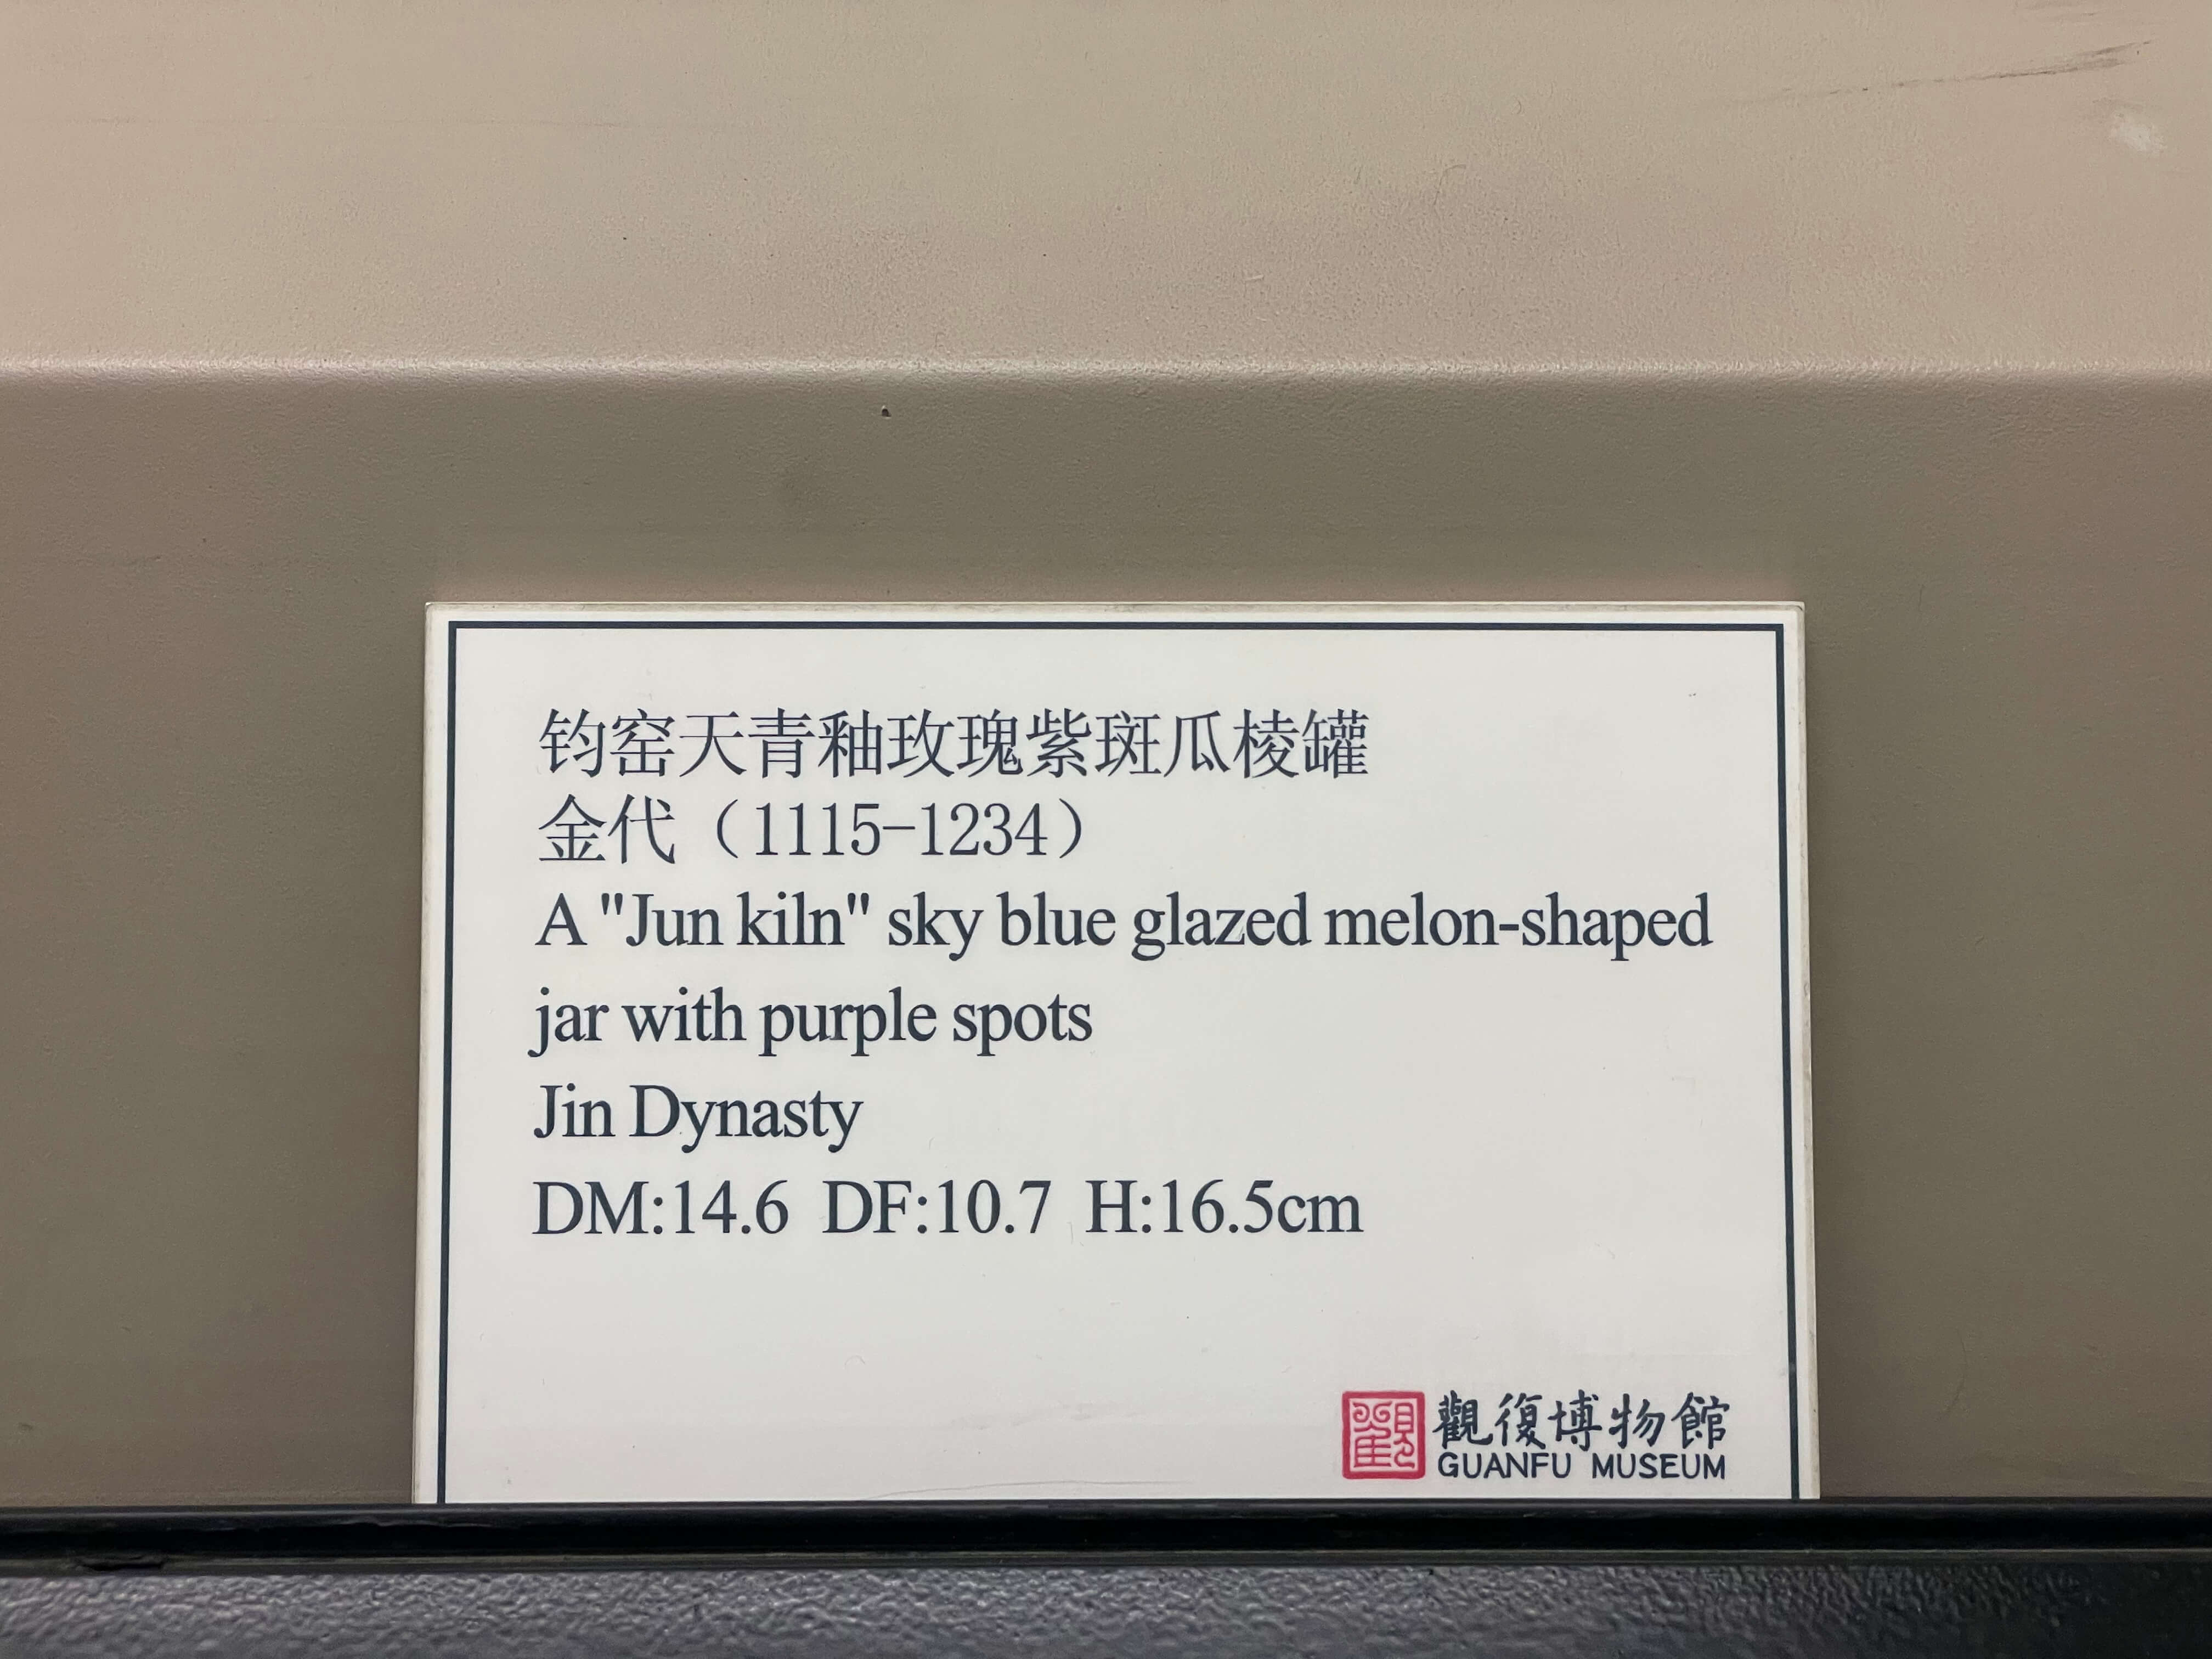 钧窑天青釉玫瑰紫斑瓜棱罐
金代（1115-1234）
A "Jun kiln" sky blue glazed melon-shaped
jar with purple spots
Jin Dynasty
DM:14.6 DF:10.7 H:16.5cm
觀復博物館
GUANFU MUSEUM